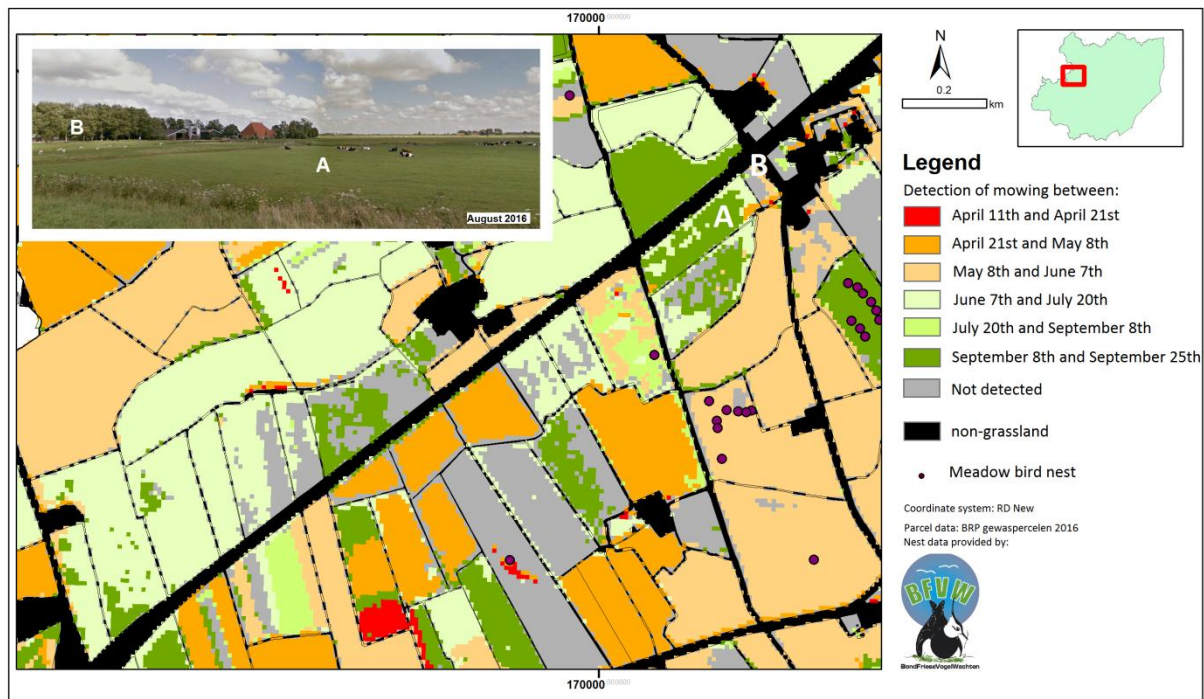 170000,000000
N
0.2
km
B
A
August 2016
B
A
Legend
Detection of mowing between:
April 11th and April 21st
April 21st and May 8th
May 8th and June 7th
June 7th and July 20th
July 20th and September 8th
September 8th and September 25th
Not detected
non-grassland
Meadow bird nest
Coordinate system: RD New
Parcel data: BRP gewaspercelen 2016
Nest data provided by:
BFVW
BondFrieseVogelWachten
170000,000000